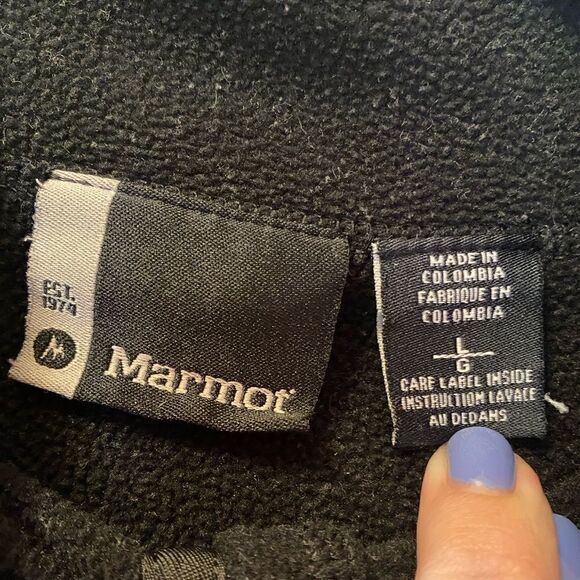 EST.
1974
M
Marmot
MADE IN
COLOMBIA
FABRIQUE EN
COLOMBIA
L
G
CARE LABEL INSIDE
INSTRUCTION LAVAGE
AU DEDANS